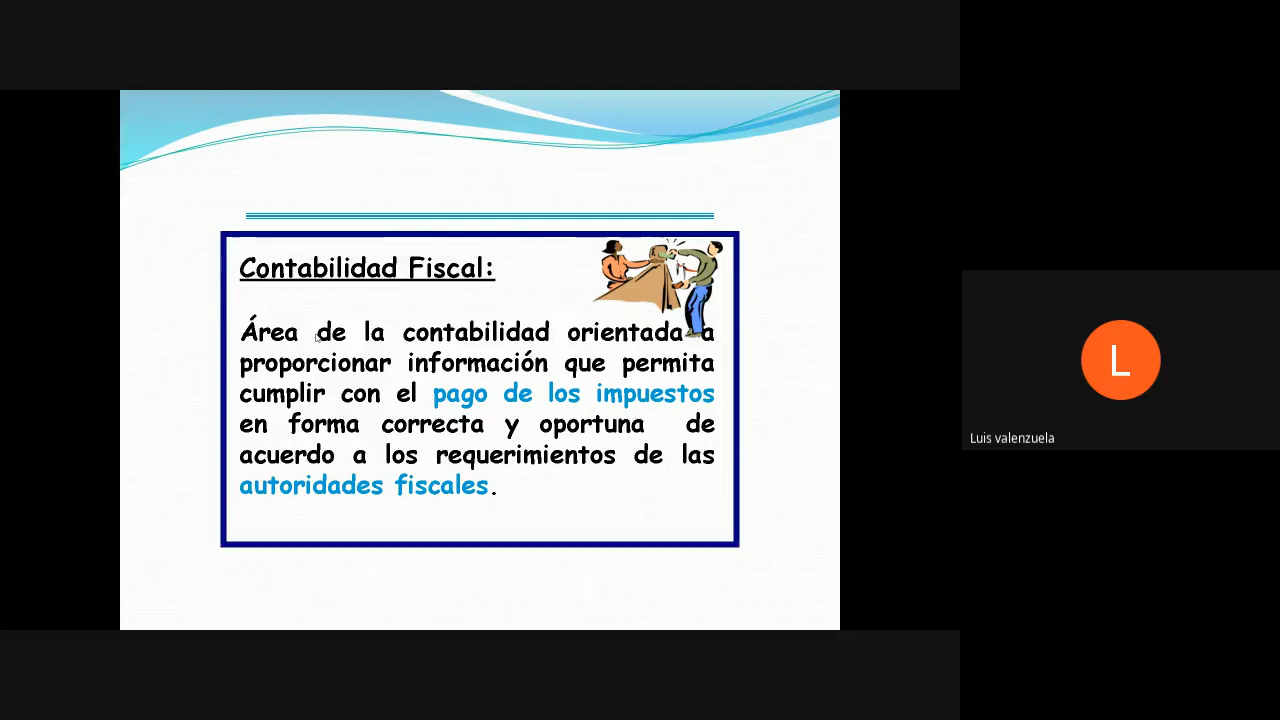 Contabilidad Fiscal:
Área de la contabilidad orientada a
proporcionar información que permita
cumplir con el pago de los impuestos
en forma correcta y oportuna de
acuerdo a los requerimientos de las
autoridades fiscales.
L
Luis valenzuela